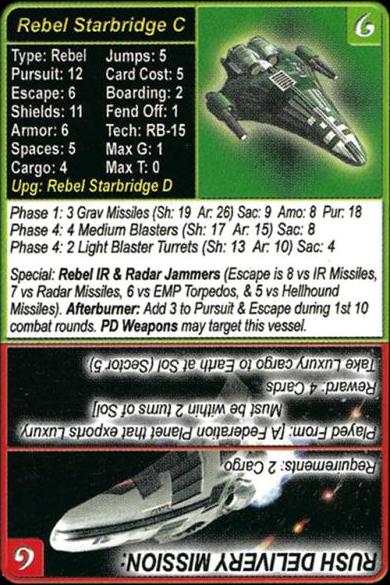 Rebel Starbridge C
6
Type: Rebel Jumps: 5
Pursuit: 12 Card Cost: 5
Escape: 6 Boarding: 2
Shields: 11 Fend Off: 1
Armor: 6 Tech: RB-15
Spaces: 5 Max G: 1
Cargo: 4 Max T: 0
Upg: Rebel Starbridge D
Phase 1: 3 Grav Missiles (Sh: 19 Ar: 26) Sac: 9 Amo: 8 Pur: 18
Phase 4: 4 Medium Blasters (Sh: 17 Ar: 15) Sac: 8
Phase 4: 2 Light Blaster Turrets (Sh: 13 Ar: 10) Sac: 4
Special: Rebel IR & Radar Jammers (Escape is 8 vs IR Missiles,
7 vs Radar Missiles, 6 vs EMP Torpedos, & 5 vs Hellhound
Missiles). Afterburner: Add 3 to Pursuit & Escape during 1st 10
combat rounds. PD Weapons may target this vessel.
RUSH DELIVERY MISSION:
6
Requirements: 2 Cargo
Played From: [A Federation Planet that exports Luxury
Must be within 2 turns of Sol]
Reward: 4 Cards
Take Luxury cargo to Earth at Sol (Sector 5)